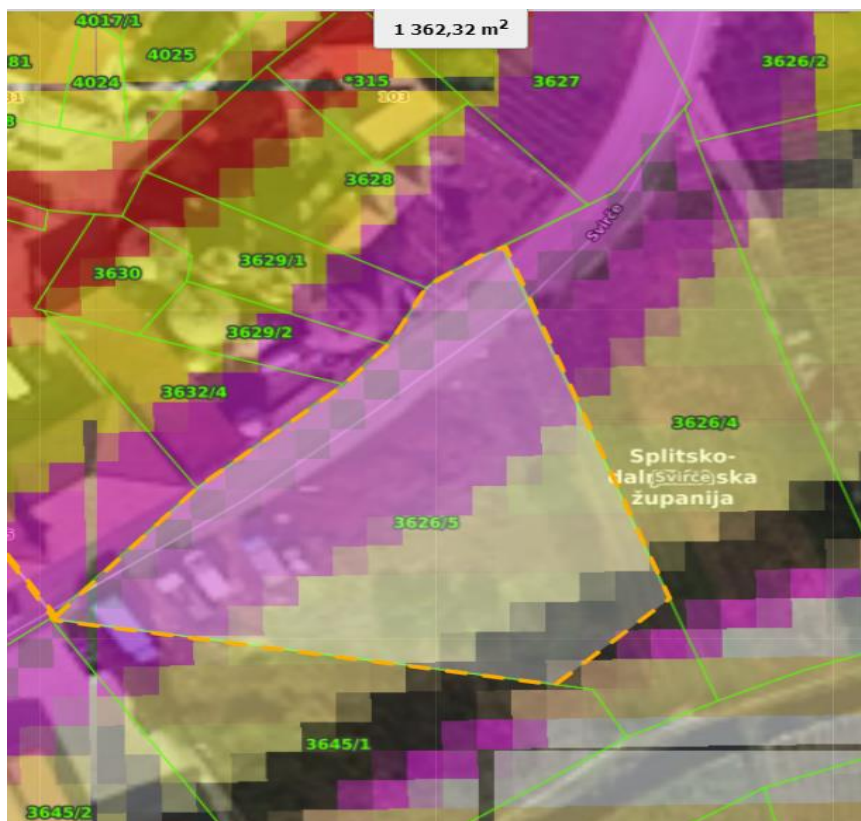 4017/1
1 362,32 m²
4025
81
4024
*315
3627
3626/2
103
3628
Svirče
3630
3629/1
3629/2
3632/4
3626/4
Splitsko-
dalmatinska
Svirče
županija
3626/5
3645/1
3645/2